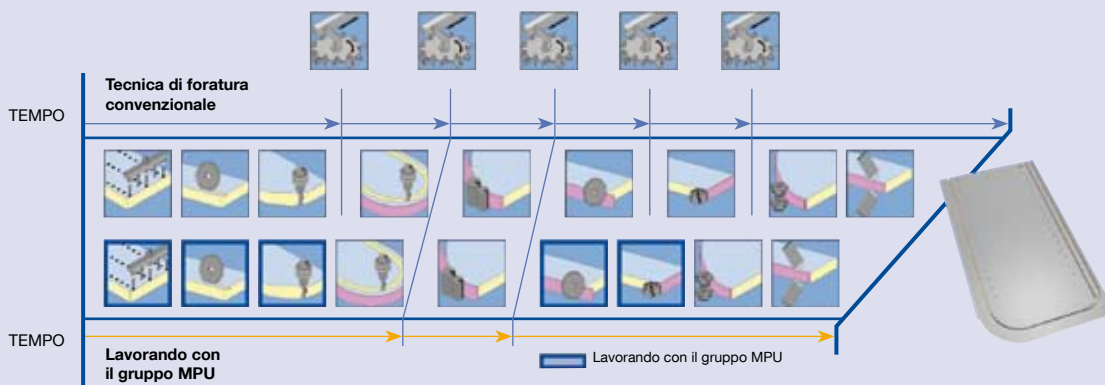 Tecnica di foratura
convenzionale
TEMPO
TEMPO
Lavorando con
il gruppo MPU
Lavorando con il gruppo MPU